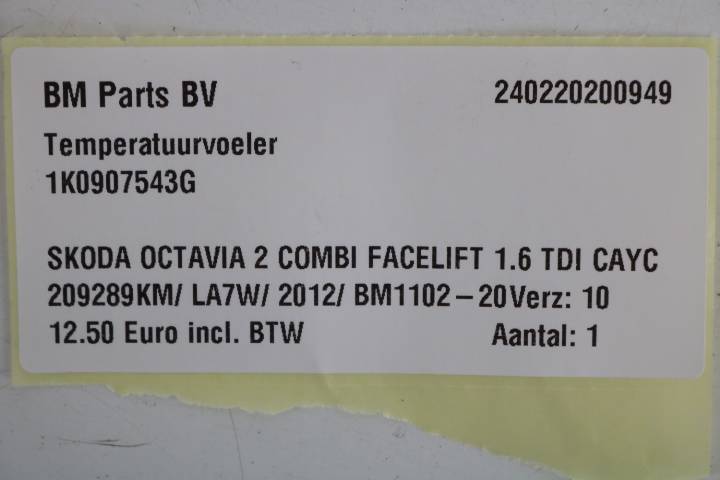 BM Parts BV 240220200949
Temperatuurvoeler
1K0907543G
SKODA OCTAVIA 2 COMBI FACELIFT 1.6 TDI CAYC
209289KM/ LA7W/ 2012/ BM1102-20Verz: 10
12.50 Euro incl. BTW Aantal: 1